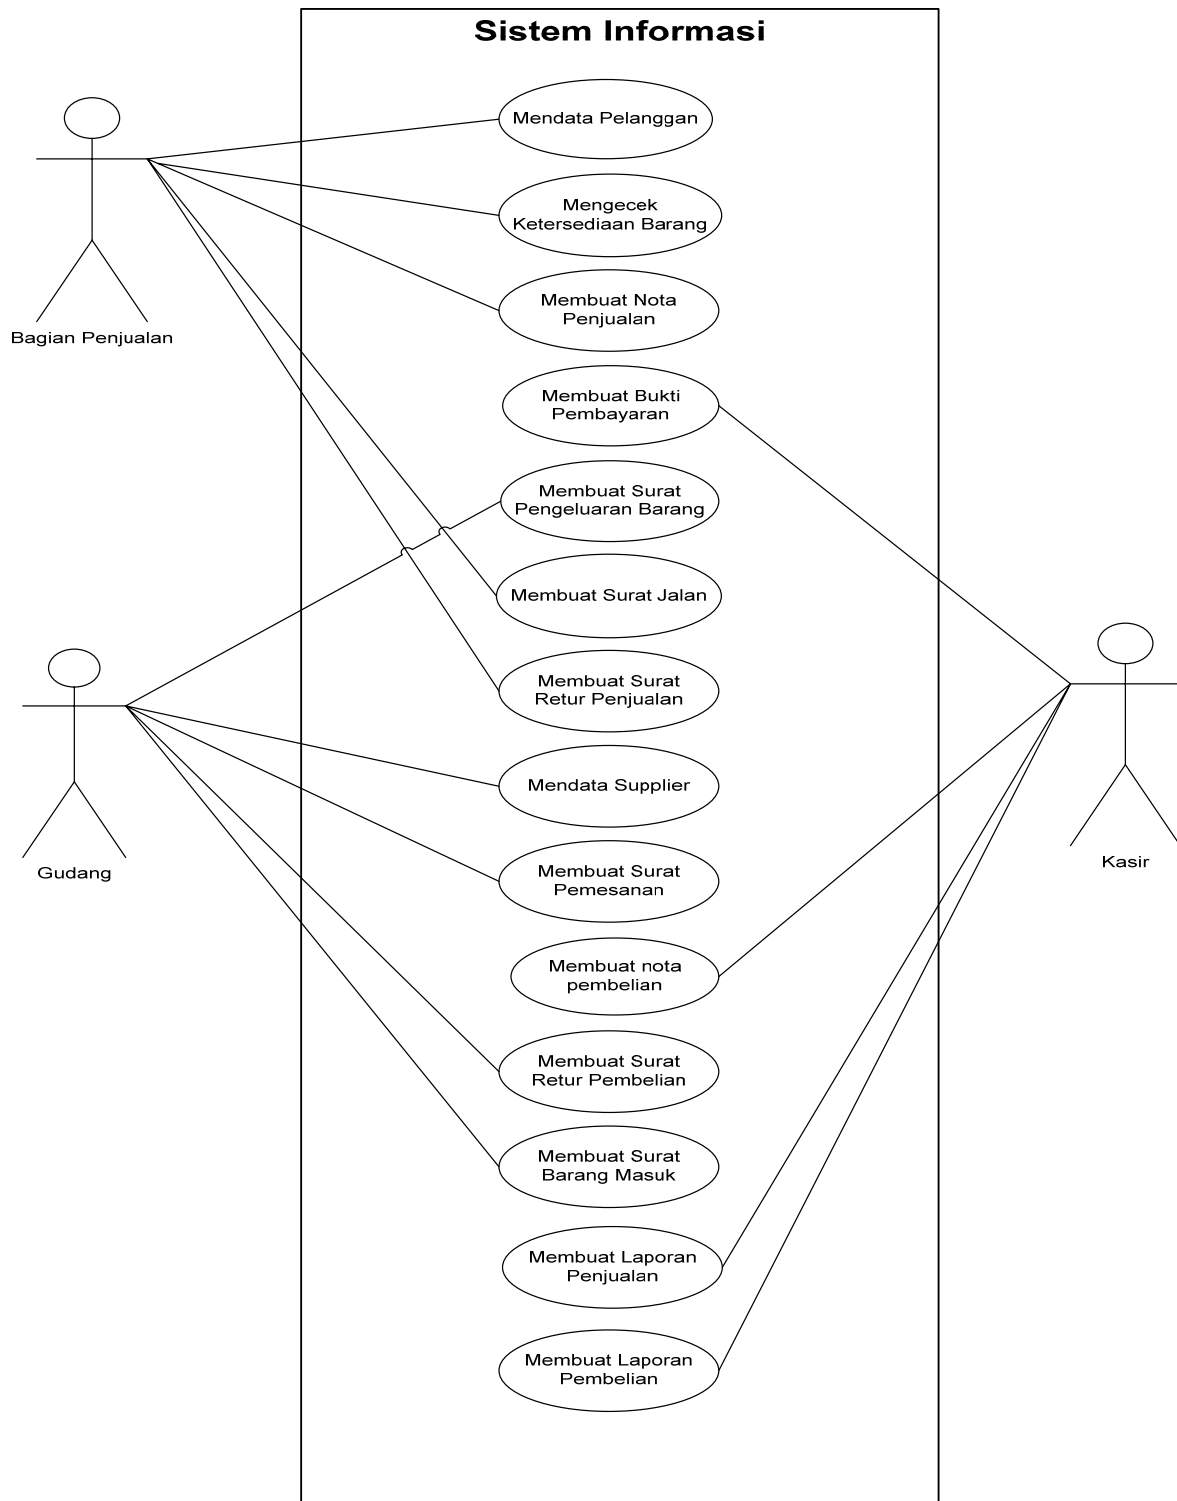 Sistem Informasi
Mendata Pelanggan
Mengecek
Ketersediaan Barang
Membuat Nota
Penjualan
Bagian Penjualan
Membuat Bukti
Pembayaran
Membuat Surat
Pengeluaran Barang
Membuat Surat Jalan
Membuat Surat
Retur Penjualan
Mendata Supplier
Gudang
Kasir
Membuat Surat
Pemesanan
Membuat nota
pembelian
Membuat Surat
Retur Pembelian
Membuat Surat
Barang Masuk
Membuat Laporan
Penjualan
Membuat Laporan
Pembelian